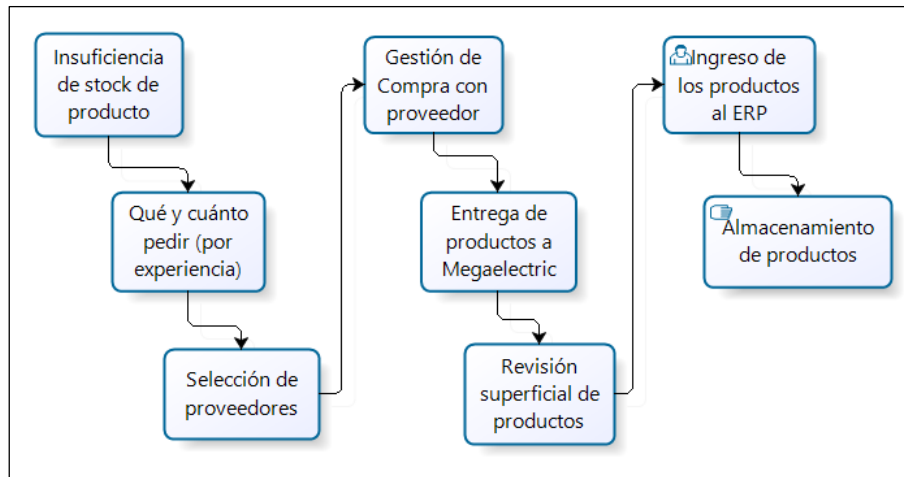 Insuficiencia
de stock de
producto
Qué y cuánto
pedir (por
experiencia)
Selección de
proveedores
Gestión de
Compra con
proveedor
Entrega de
productos a
Megaelectric
Revisión
superficial de
productos
Ingreso de
los productos
al ERP
Almacenamiento
de productos